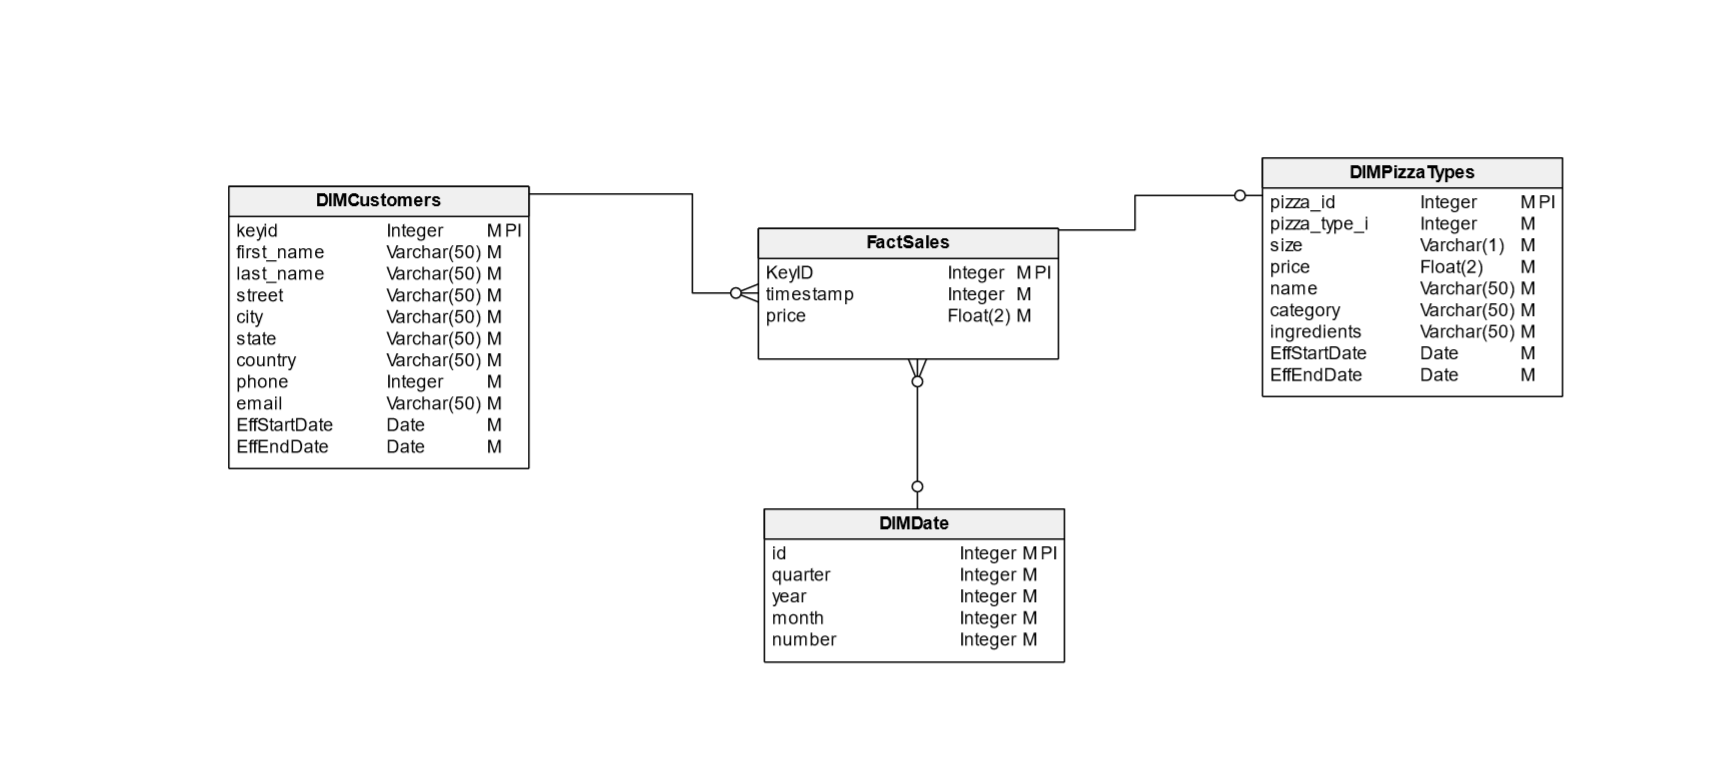 DIMCustomers
keyid Integer M PI
first_name Varchar(50) M
last_name Varchar(50) M
street Varchar(50) M
city Varchar(50) M
state Varchar(50) M
country Varchar(50) M
phone Integer M
email Varchar(50) M
EffStartDate Date M
EffEndDate Date M
FactSales
KeyID Integer M PI
timestamp Integer M
price Float(2) M
DIMPizzaTypes
pizza_id Integer M PI
pizza_type_i Integer M
size Varchar(1) M
price Float(2) M
name Varchar(50) M
category Varchar(50) M
ingredients Varchar(50) M
EffStartDate Date M
EffEndDate Date M
DIMDate
id Integer M PI
quarter Integer M
year Integer M
month Integer M
number Integer M